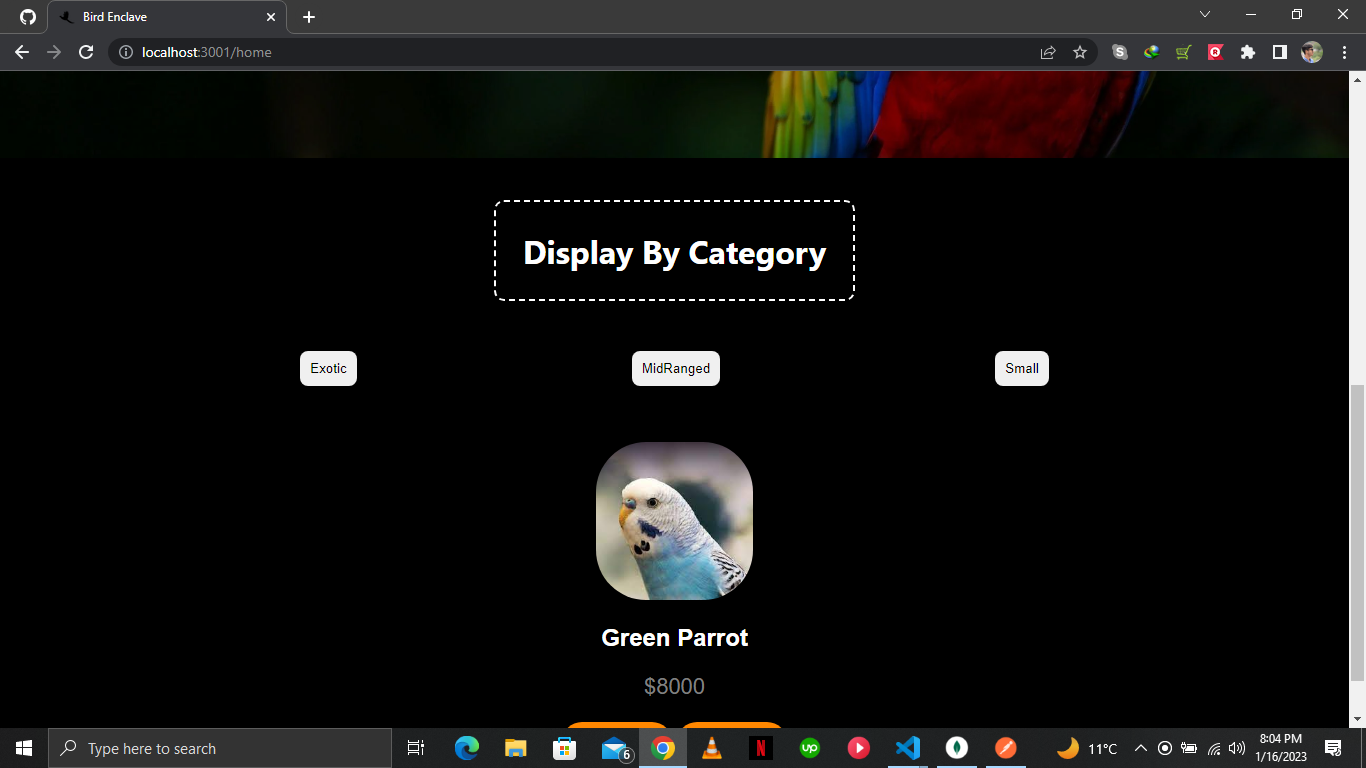 Bird Enclave
localhost:3001/home
Display By Category
Exotic
MidRanged
Small
Green Parrot
$8000
Type here to search
6
N
up
11°C
8:04 PM
1/16/2023